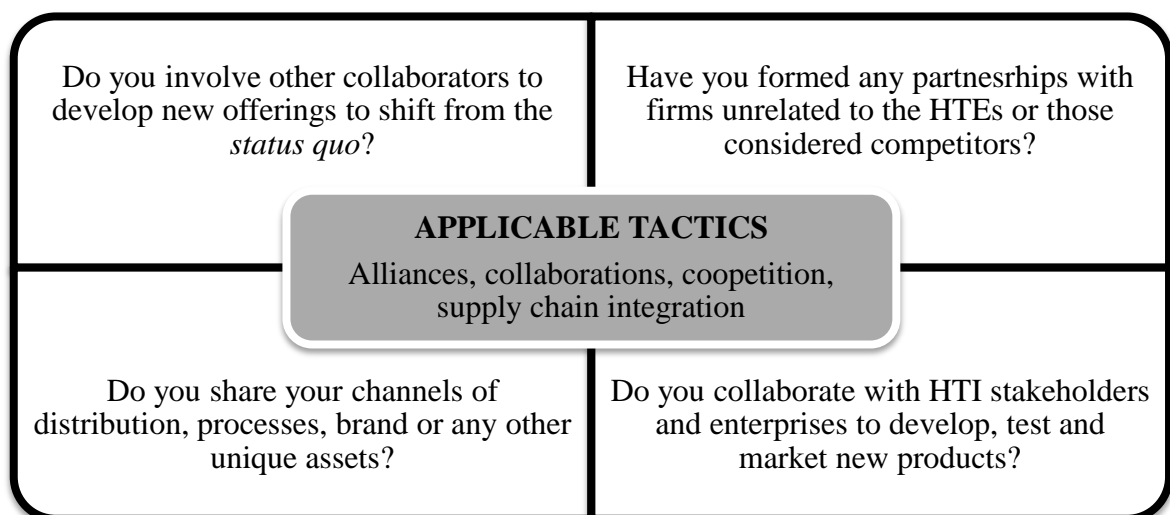 Do you involve other collaborators to
develop new offerings to shift from the
status quo?
Have you formed any partnesrhips with
firms unrelated to the HTEs or those
considered competitors?
APPLICABLE TACTICS
Alliances, collaborations, coopetition,
supply chain integration
Do you share your channels of
distribution, processes, brand or any other
unique assets?
Do you collaborate with HTI stakeholders
and enterprises to develop, test and
market new products?